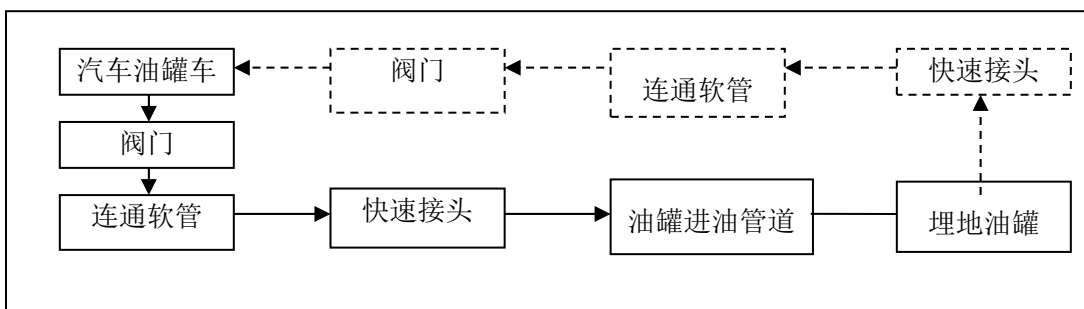 汽车油罐车
阀门
连通软管
快速接头
阀门
连通软管
快速接头
油罐进油管道
埋地油罐